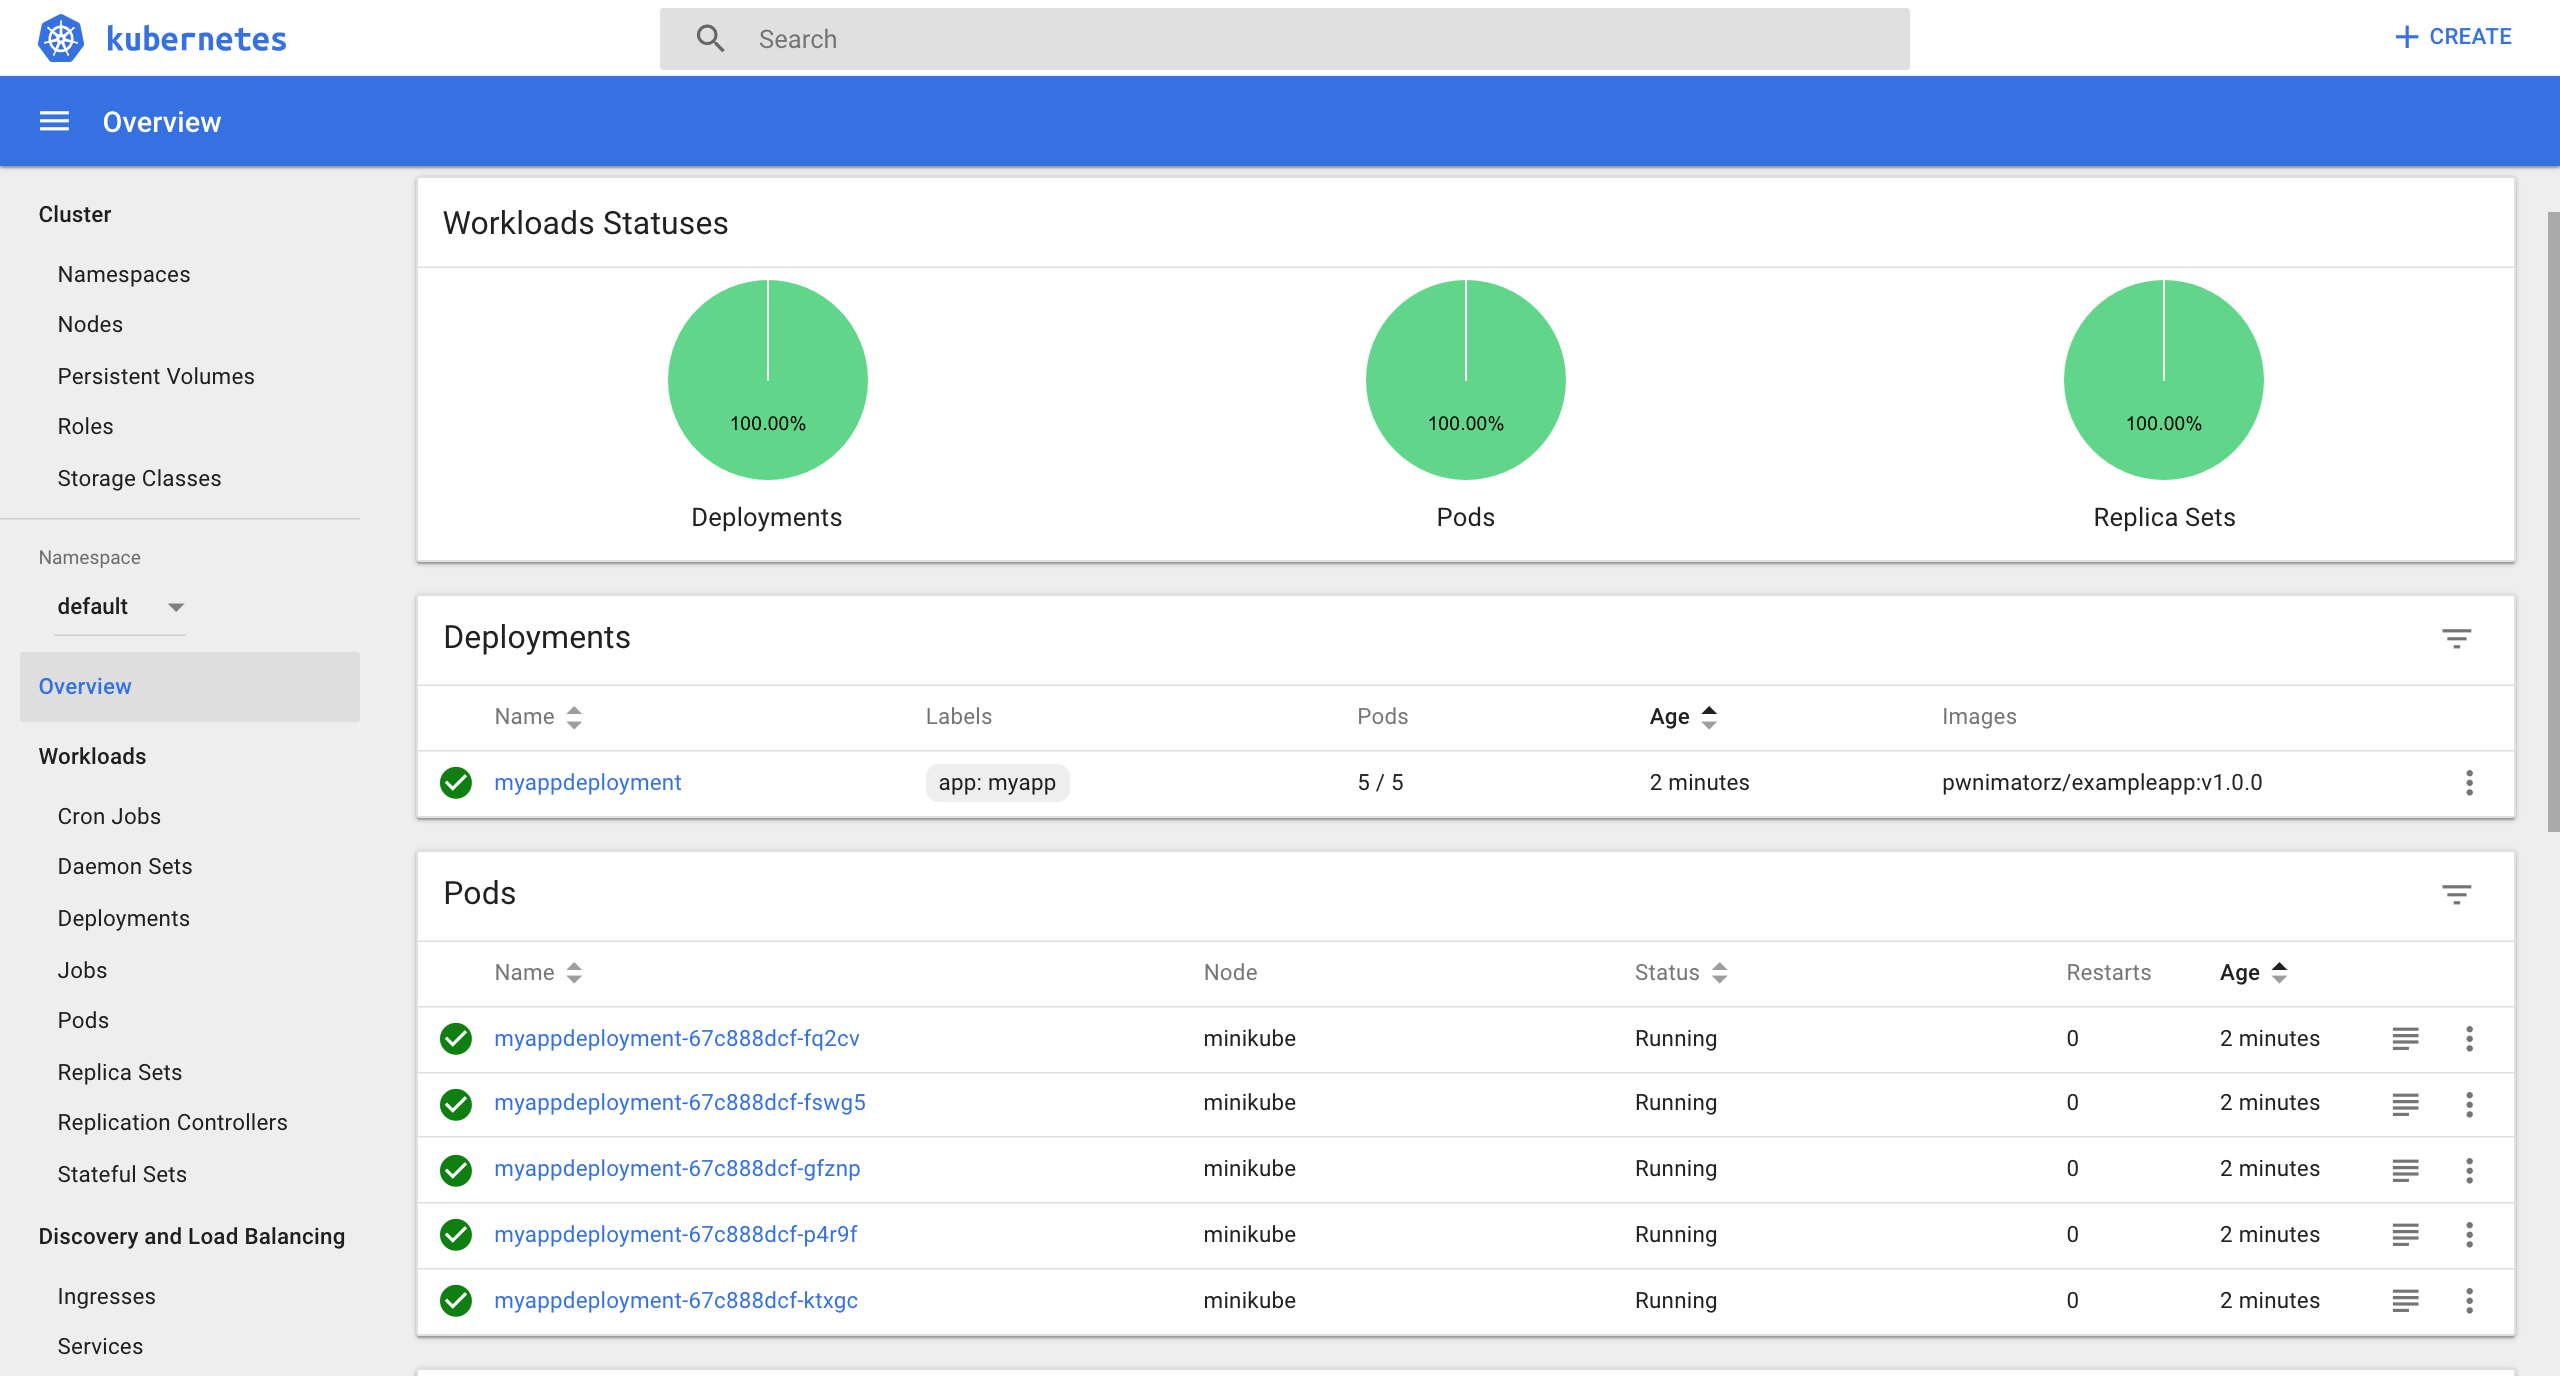 kubernetes
Search
CREATE
Overview
Cluster
Namespaces
Nodes
Persistent Volumes
Roles
Storage Classes
Namespace
default
Overview
Workloads
Cron Jobs
Daemon Sets
Deployments
Jobs
Pods
Replica Sets
Replication Controllers
Stateful Sets
Discovery and Load Balancing
Ingresses
Services
Workloads Statuses
100.00% 100.00% 100.00%
Deployments Pods Replica Sets
Deployments
Name Labels Pods Age Images
myappdeployment app: myapp 5 / 5 2 minutes pwnimatorz/exampleapp:v1.0.0
Pods
Name Node Status Restarts Age
myappdeployment-67c888dcf-fq2cv minikube Running 0 2 minutes
myappdeployment-67c888dcf-fswg5 minikube Running 0 2 minutes
myappdeployment-67c888dcf-gfznp minikube Running 0 2 minutes
myappdeployment-67c888dcf-p4r9f minikube Running 0 2 minutes
myappdeployment-67c888dcf-ktxgc minikube Running 0 2 minutes